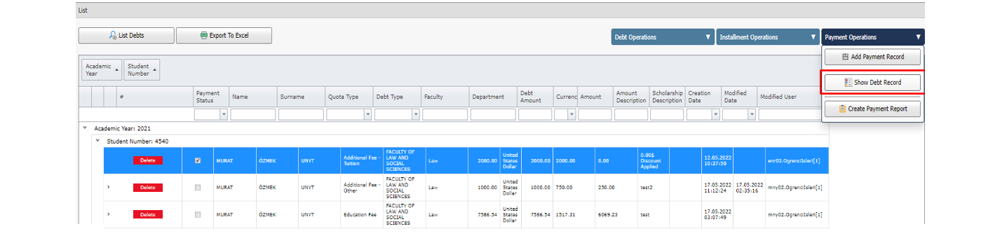 List
List Debts
Export To Excel
Debt Operations
Installment Operations
Payment Operations
Add Payment Record
Show Debt Record
Create Payment Report
Academic
Year
Student
Number
#
Payment
Status
Name
Surname
Quota Type
Debt Type
Faculty
Department
Debt
Amount
Currenc
Amount
Amount
Description
Scholarship
Description
Creation
Date
Modified
Date
Modified User
Academic Year: 2021
Student Number: 4540
Delete
MURAT
ÖZMEK
UNVT
Additional Fee -
Tuition
FACULTY OF
LAW AND
SOCIAL
SCIENCES
Law
2000.00
United
States
Dollar
2000.00
2000.00
0.00
0.00$
Discount
Applied
12.05.2022
10:37:50
enr03.OgrenciIsleri[1]
Delete
MURAT
ÖZMEK
UNVT
Additional Fee -
Other
FACULTY OF
LAW AND
SOCIAL
SCIENCES
Law
1000.00
United
States
Dollar
1000.00
750.00
250.00
test2
17.05.2022
11:12:24
17.05.2022
02:35:16
mny02.OgrenciIsleri[1]
Delete
MURAT
ÖZMEK
UNVT
Education Fee
FACULTY OF
LAW AND
SOCIAL
SCIENCES
Law
7586.54
United
States
Dollar
7586.54
1517.31
6069.23
test
17.05.2022
03:07:49
mny02.OgrenciIsleri[1]